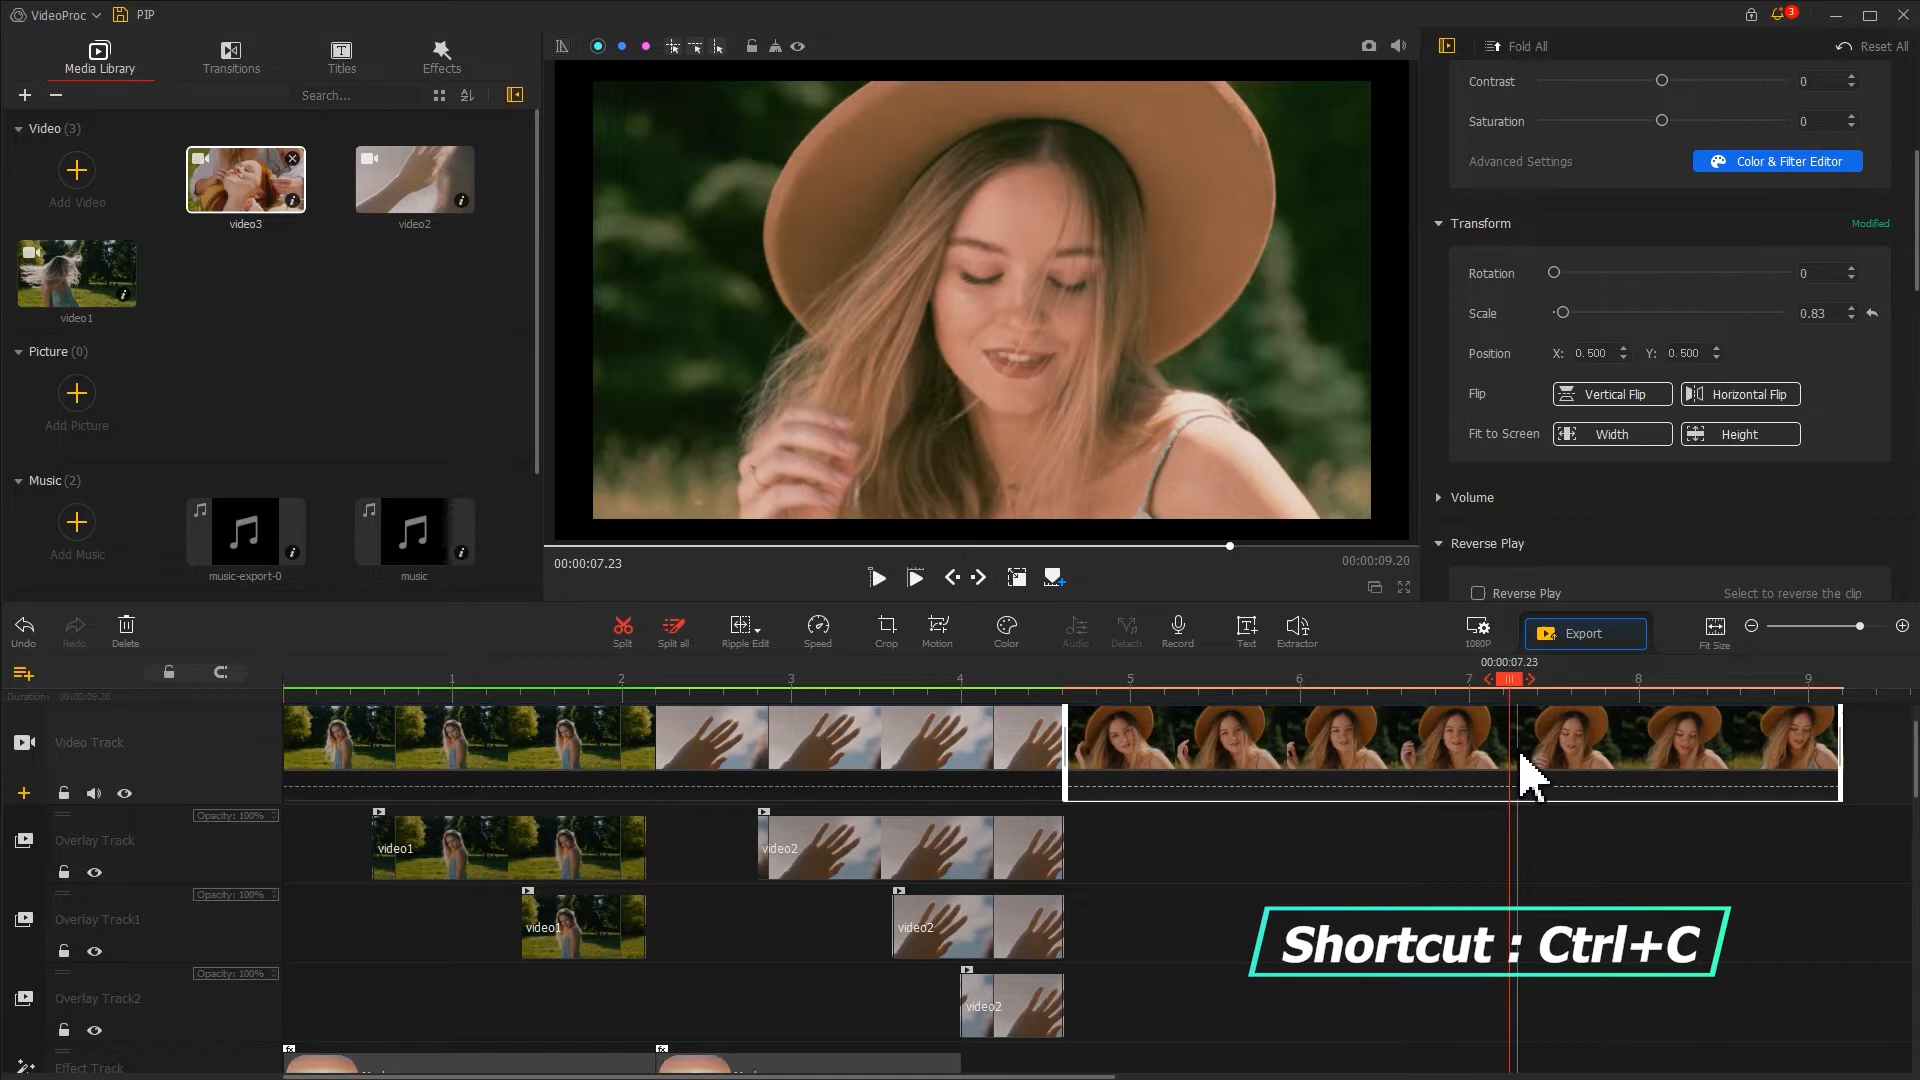 VideoProc
PIP
3
Media Library
Transitions
Titles
Effects
Search...
Fold All
Reset All
Contrast
0
Saturation
0
Advanced Settings
Color & Filter Editor
Video (3)
Add Video
video3
video2
video1
Picture (0)
Add Picture
Music (2)
Add Music
music-export-0
music
Transform
Modified
Rotation
0
Scale
0.83
Position
X: 0.500
Y: 0.500
Flip
Vertical Flip
Horizontal Flip
Fit to Screen
Width
Height
Volume
Reverse Play
Reverse Play
Select to reverse the clip
00:00:07.23
00:00:09.20
Undo
Redo
Delete
Split
Split all
Ripple Edit
Speed
Crop
Motion
Color
Audio
Detach
Record
Text
Extractor
1080P
Export
Fit Size
00:00:07.23
1 2 3 4 5 6 7 8 9
Duration: 00:00:09.20
Video Track
Opacity: 100%
Overlay Track
video1
video2
Opacity: 100%
Overlay Track1
video1
video2
Shortcut : Ctrl+C
Opacity: 100%
Overlay Track2
video2
Effect Track